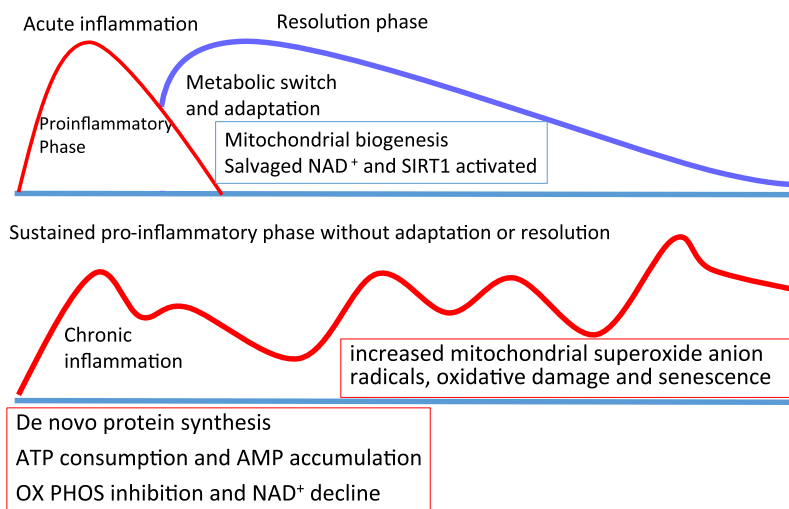 Acute inflammation
Resolution phase
Metabolic switch
and adaptation
Proinflammatory
Phase
Mitochondrial biogenesis
Salvaged NAD⁺ and SIRT1 activated
Sustained pro-inflammatory phase without adaptation or resolution
Chronic
inflammation
increased mitochondrial superoxide anion
radicals, oxidative damage and senescence
De novo protein synthesis
ATP consumption and AMP accumulation
OX PHOS inhibition and NAD⁺ decline